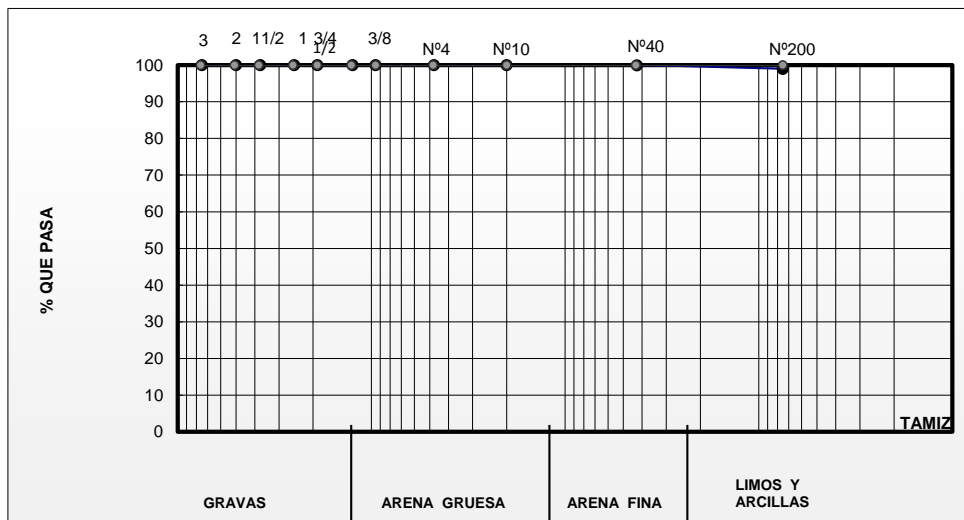 3 2 11/2 1 3/4 3/8
1/2 Nº4 Nº10 Nº40 Nº200
100
90
80
70
60
50
40
30
20
10
0
% QUE PASA
TAMIZ
GRAVAS
ARENA GRUESA
ARENA FINA
LIMOS Y
ARCILLAS